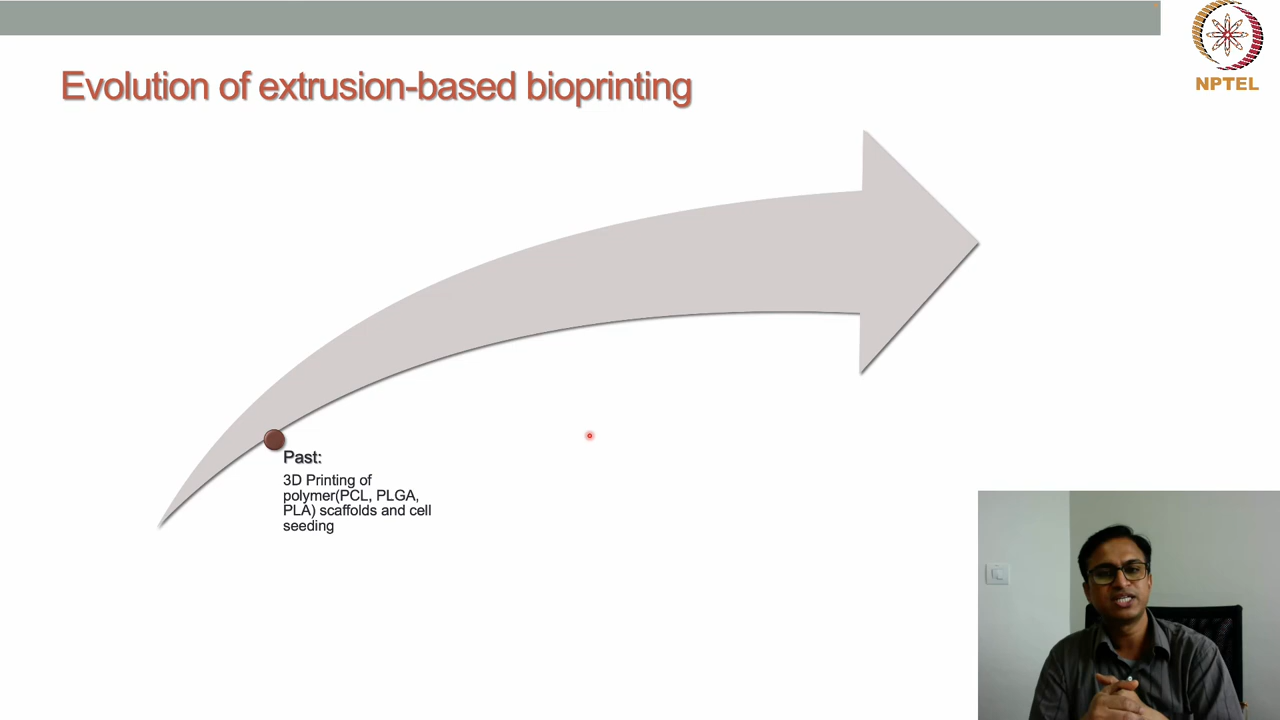 Evolution of extrusion-based bioprinting
NPTEL
Past:
3D Printing of
polymer(PCL, PLGA,
PLA) scaffolds and cell
seeding